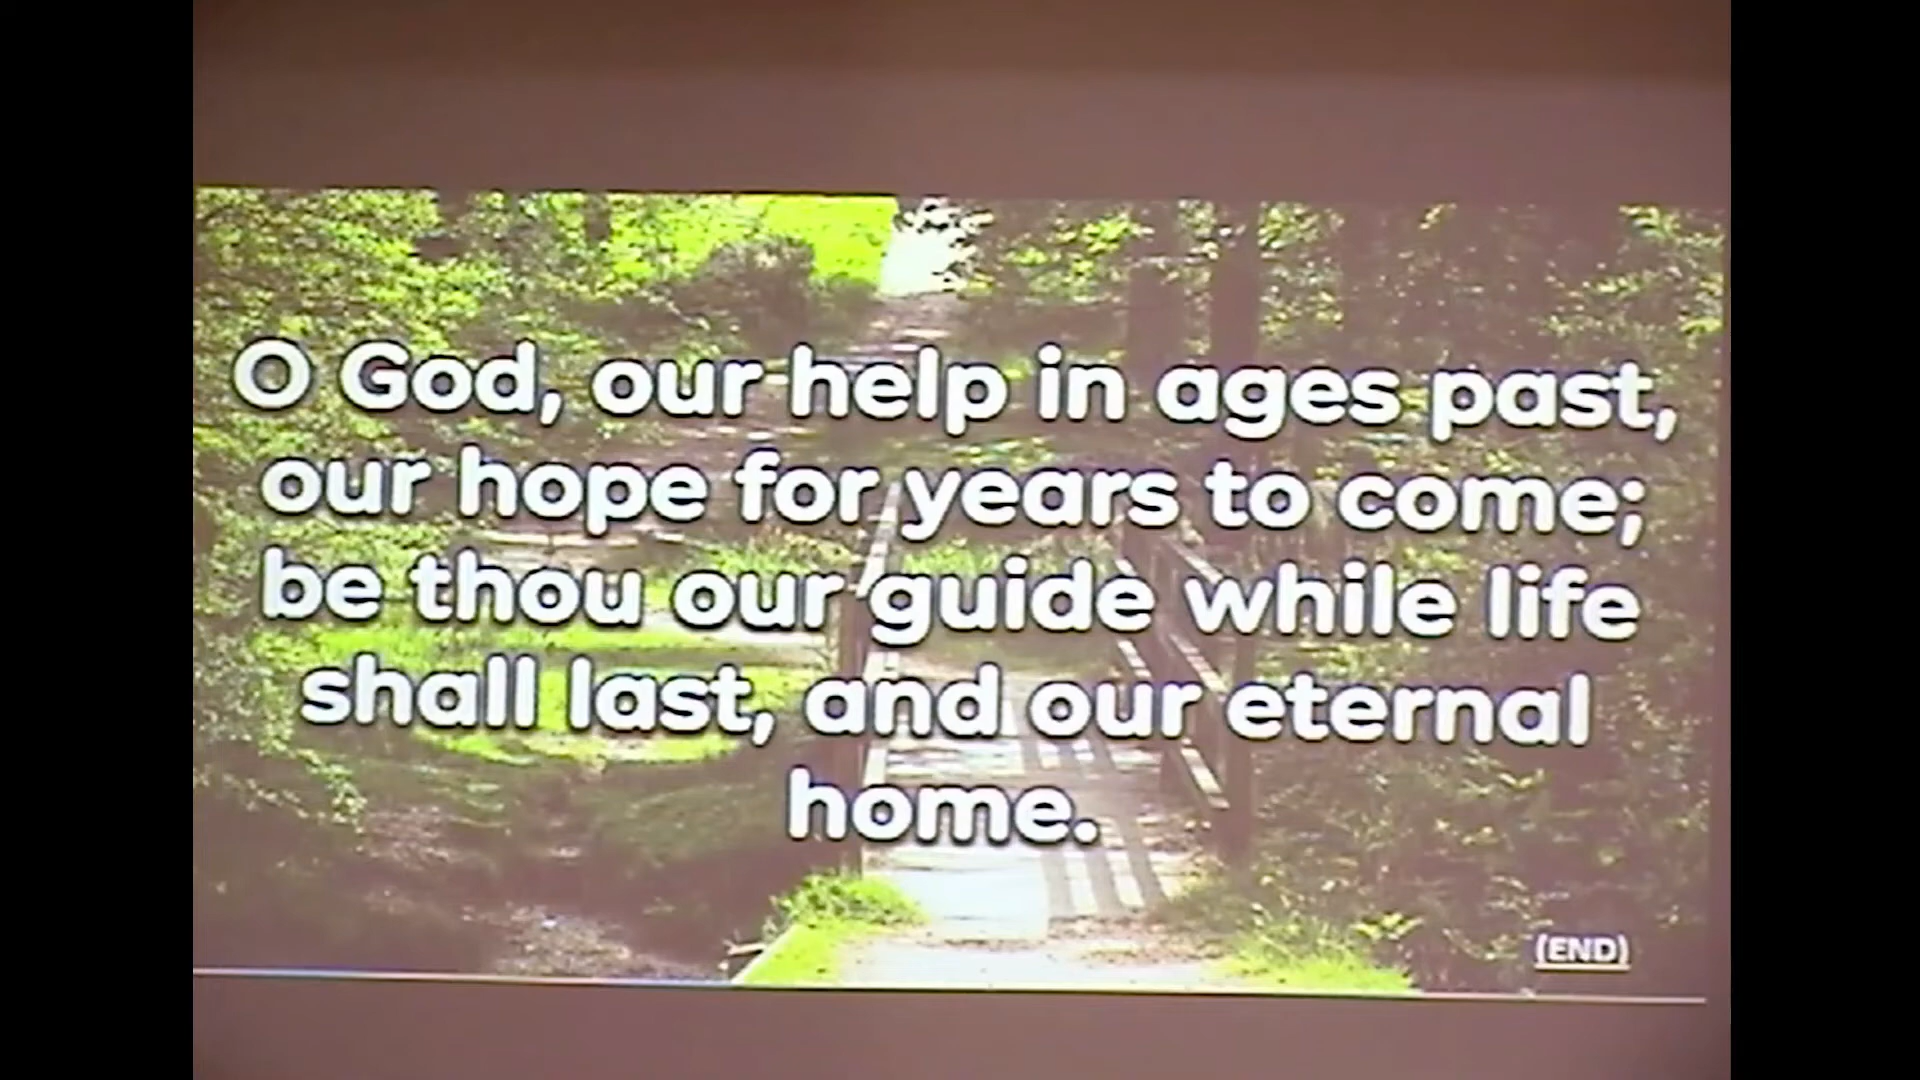 O God, our help in ages past,
our hope for years to come;
be thou our guide while life
shall last, and our eternal
home.
(END)